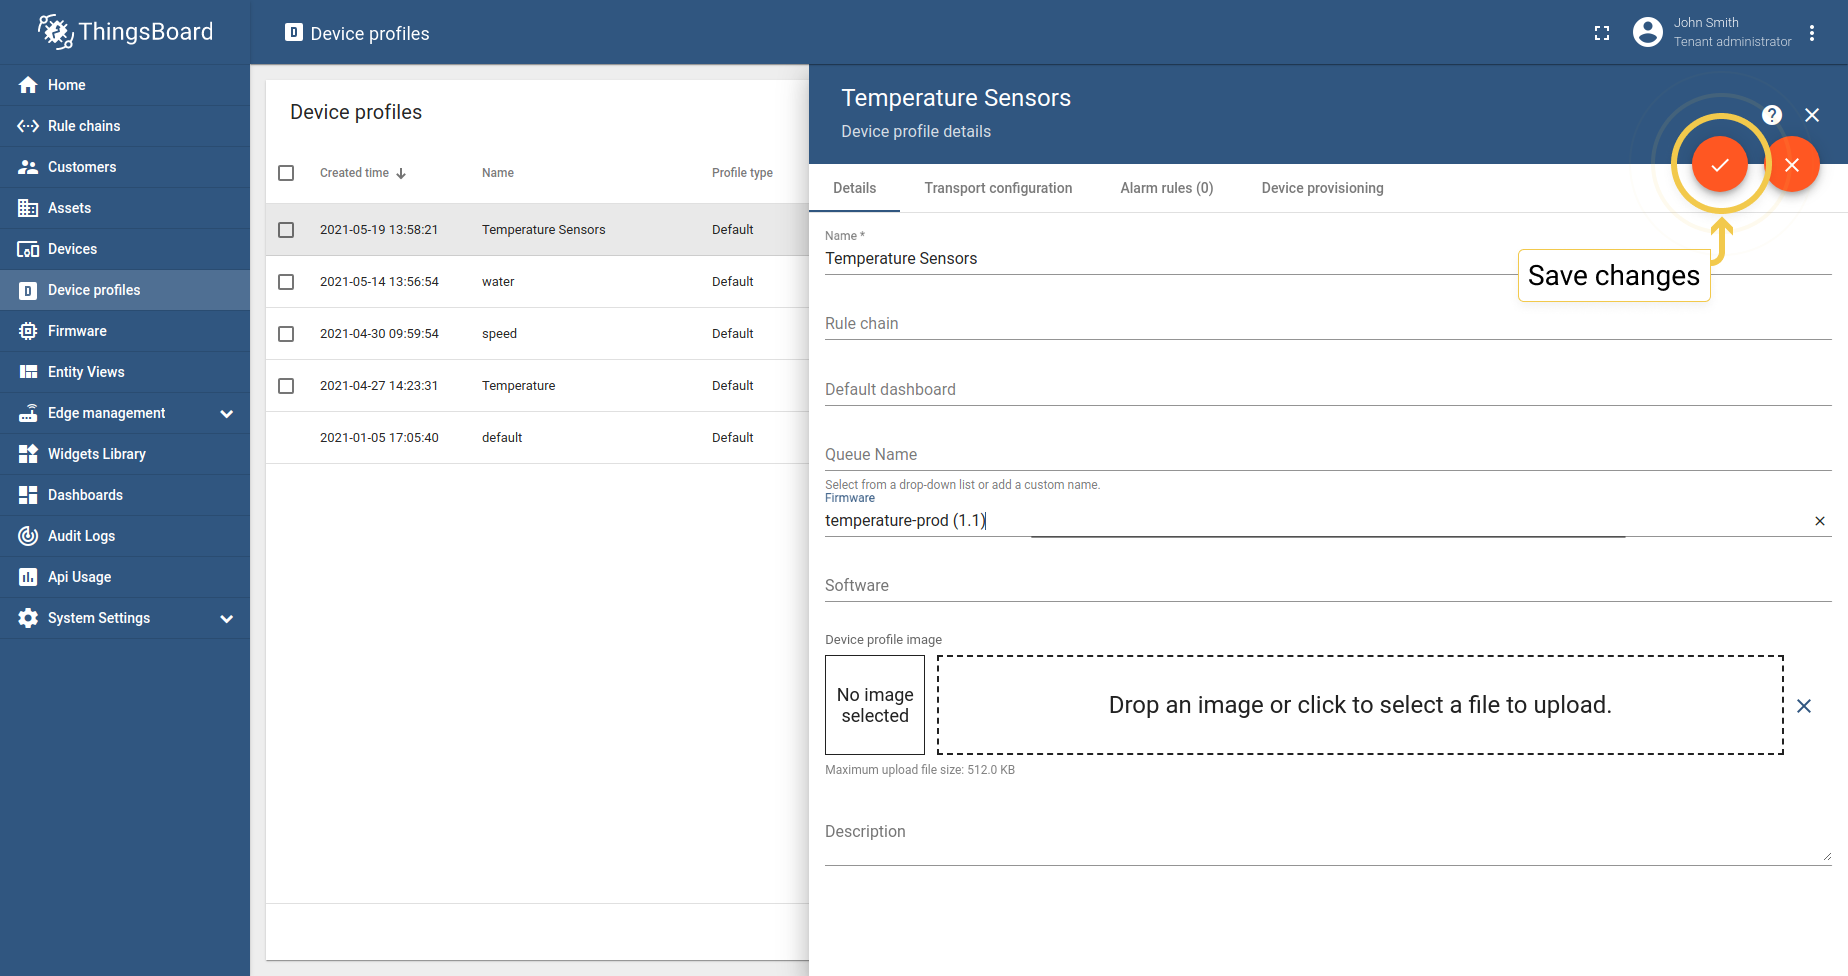 ThingsBoard
Device profiles
John Smith
Tenant administrator
Home
Rule chains
Customers
Assets
Devices
Device profiles
Firmware
Entity Views
Edge management
Widgets Library
Dashboards
Audit Logs
Api Usage
System Settings
Device profiles
Created time Name Profile type
2021-05-19 13:58:21 Temperature Sensors Default
2021-05-14 13:56:54 water Default
2021-04-30 09:59:54 speed Default
2021-04-27 14:23:31 Temperature Default
2021-01-05 17:05:40 default Default
Temperature Sensors
Device profile details
Details Transport configuration Alarm rules (0) Device provisioning
Name *
Temperature Sensors
Save changes
Rule chain
Default dashboard
Queue Name
Select from a drop-down list or add a custom name.
Firmware
temperature-prod (1.1)
Software
Device profile image
No image
selected
Drop an image or click to select a file to upload.
Maximum upload file size: 512.0 KB
Description